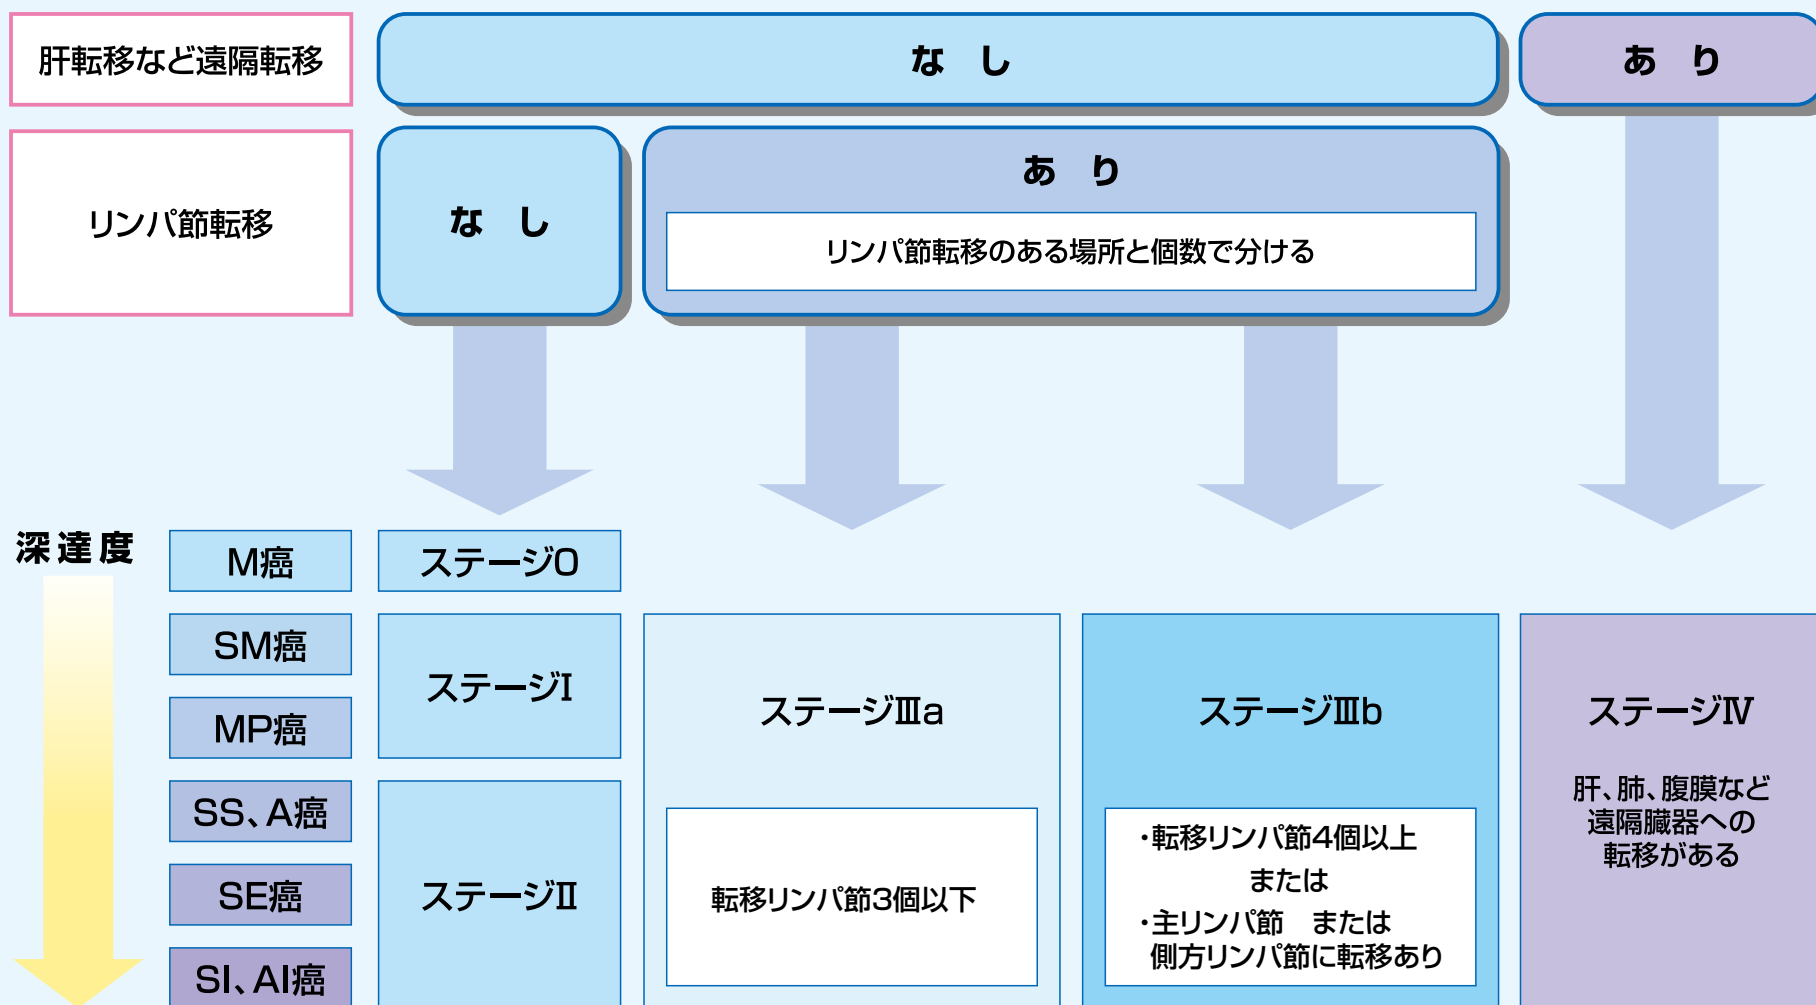 肝転移など遠隔転移
なし
あり
リンパ節転移
なし
あり
リンパ節転移のある場所と個数で分ける
深達度
M癌
ステージ0
SM癌
MP癌
ステージⅠ
SS、A癌
SE癌
SI、AI癌
ステージⅡ
ステージⅢa
転移リンパ節3個以下
ステージⅢb
・転移リンパ節4個以上
または
・主リンパ節　または
側方リンパ節に転移あり
ステージⅣ
肝、肺、腹膜など
遠隔臓器への
転移がある